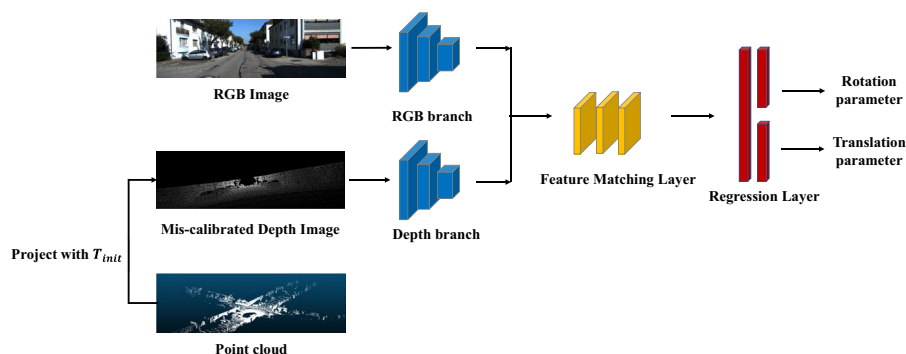 RGB Image
RGB branch
Rotation
parameter
Translation
parameter
Feature Matching Layer
Regression Layer
Mis-calibrated Depth Image
Depth branch
Project with T_init
Point cloud